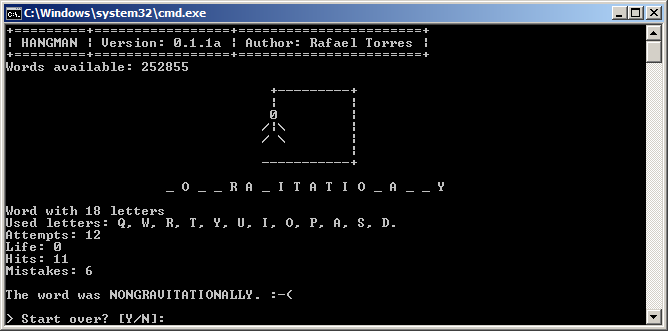 C:\Windows\system32\cmd.exe
HANGMAN ¦ Version: 0.1.1a ¦ Author: Rafael Torres
Words available: 252855
_ O _ _ R A _ I T A T I O _ A _ _ Y
Word with 18 letters
Used letters: Q, W, R, T, Y, U, I, O, P, A, S, D.
Attempts: 12
Life: 0
Hits: 11
Mistakes: 6
The word was NONGRAVITATIONALLY. :-(
> Start over? [Y/N]: